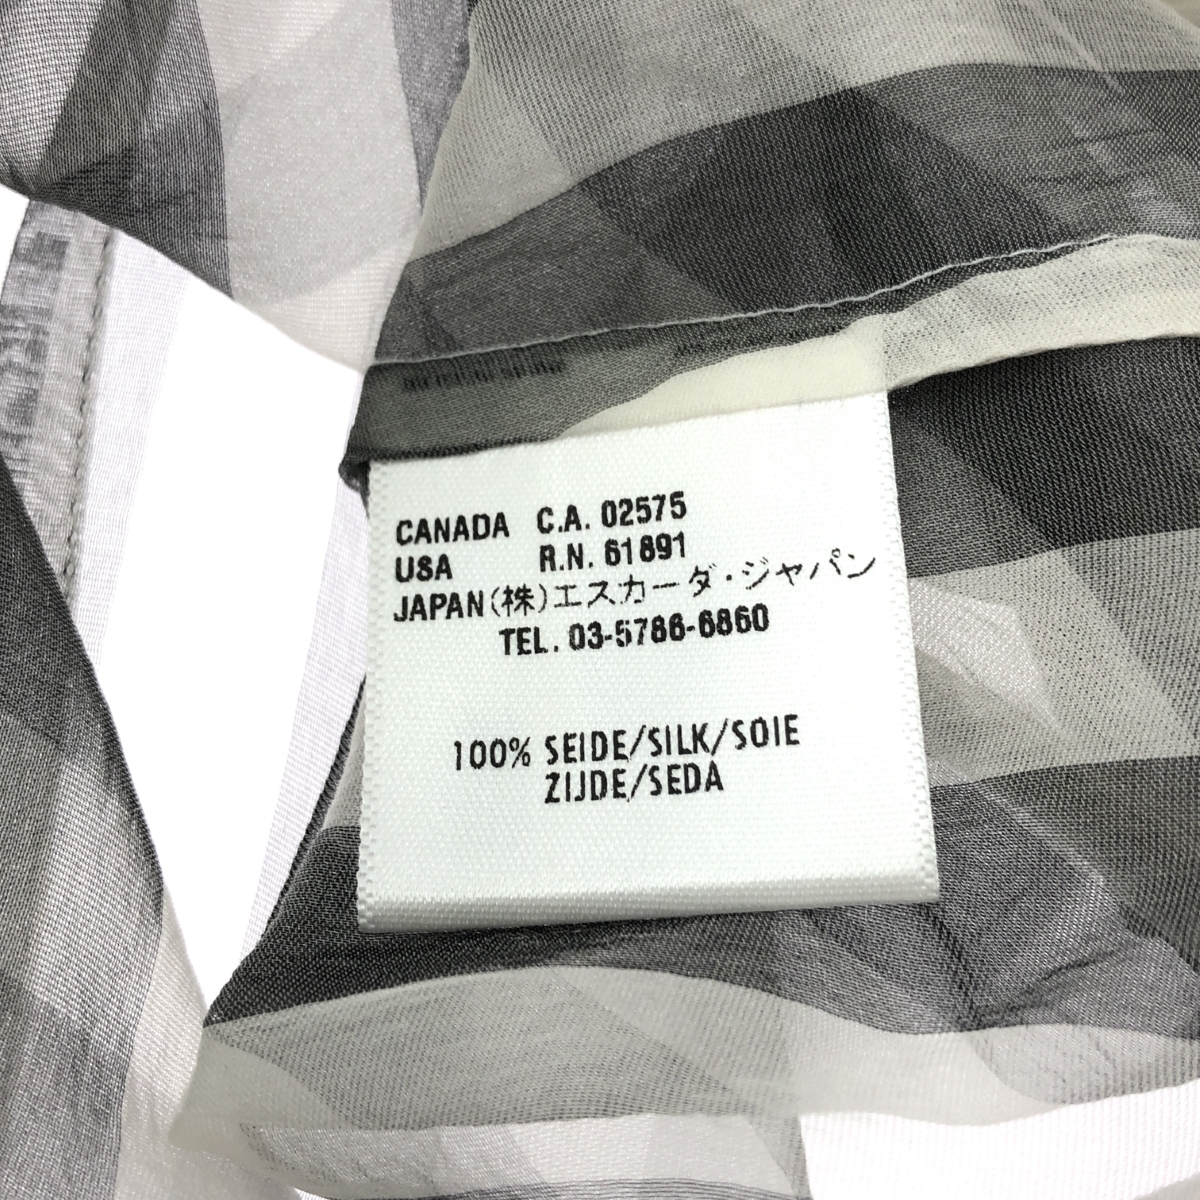 CANADA C.A. 02575
USA R.N. 61891
JAPAN(株)エスカーダ・ジャパン
TEL. 03-5786-6860
100% SEIDE/SILK/SOIE
ZIJDE/SEDA